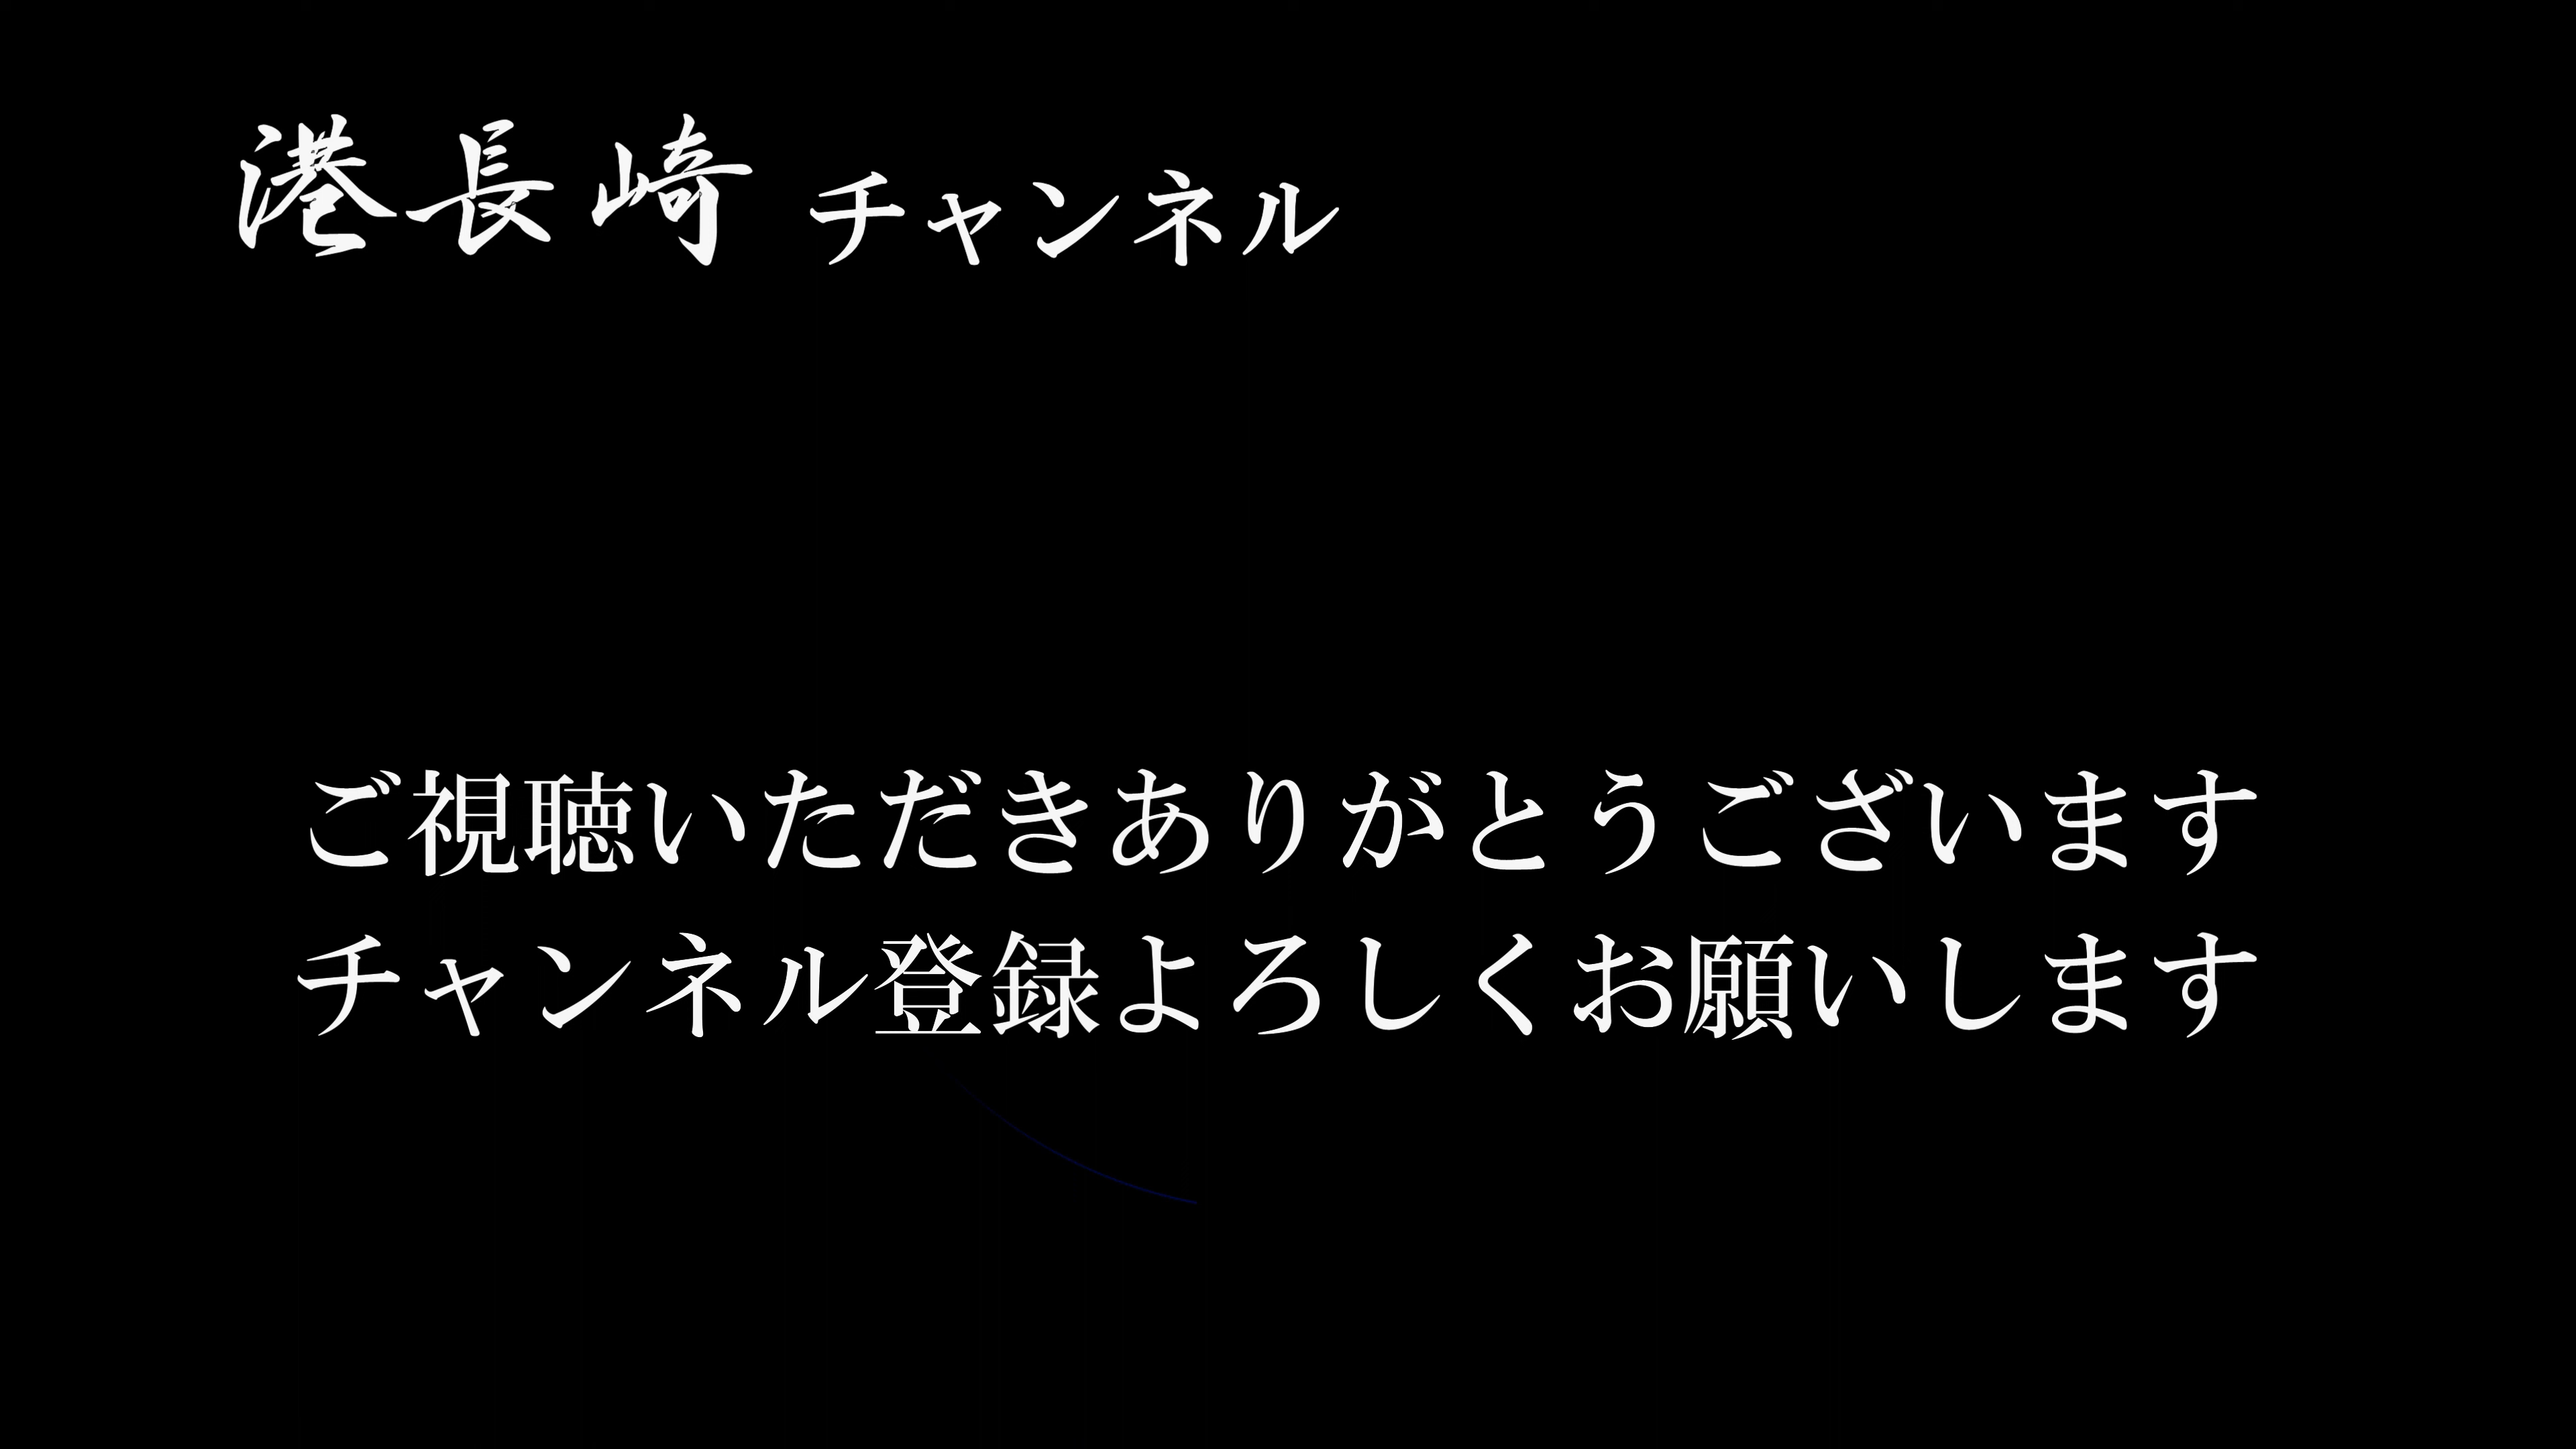 港長崎 チャンネル
ご視聴いただきありがとうございます
チャンネル登録よろしくお願いします